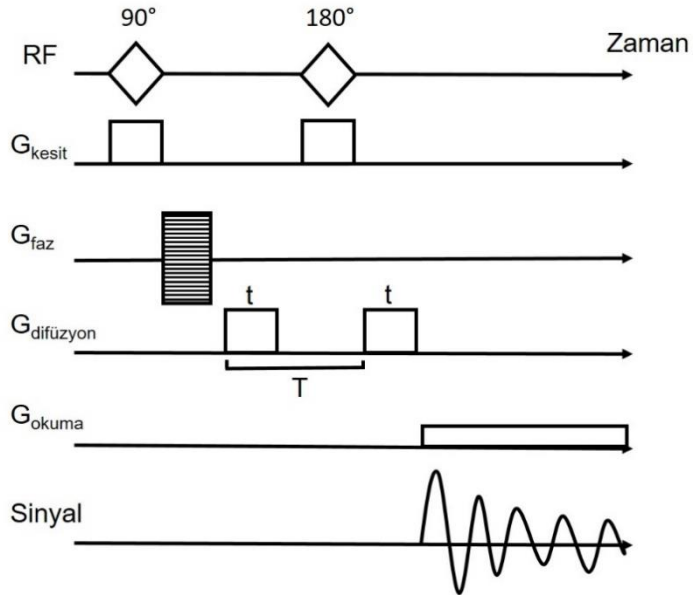 90° 180°
RF Zaman
Gkesit
Gfaz
t t
Gdifüzyon
T
Gokuma
Sinyal